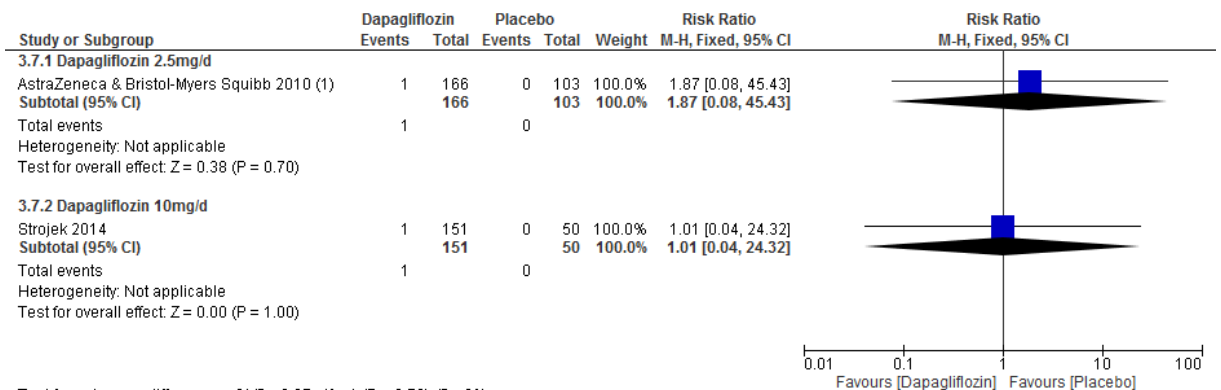 Dapagliflozin Placebo Risk Ratio Risk Ratio
Study or Subgroup Events Total Events Total Weight M-H, Fixed, 95% CI M-H, Fixed, 95% CI
3.7.1 Dapagliflozin 2.5mg/d
AstraZeneca & Bristol-Myers Squibb 2010 (1) 1 166 0 103 100.0% 1.87 [0.08, 45.43]
Subtotal (95% CI) 166 103 100.0% 1.87 [0.08, 45.43]
Total events 1 0
Heterogeneity: Not applicable
Test for overall effect: Z = 0.38 (P = 0.70)
3.7.2 Dapagliflozin 10mg/d
Strojek 2014 1 151 0 50 100.0% 1.01 [0.04, 24.32]
Subtotal (95% CI) 151 50 100.0% 1.01 [0.04, 24.32]
Total events 1 0
Heterogeneity: Not applicable
Test for overall effect: Z = 0.00 (P = 1.00)
0.01 0.1 1 10 100
Favours [Dapagliflozin] Favours [Placebo]